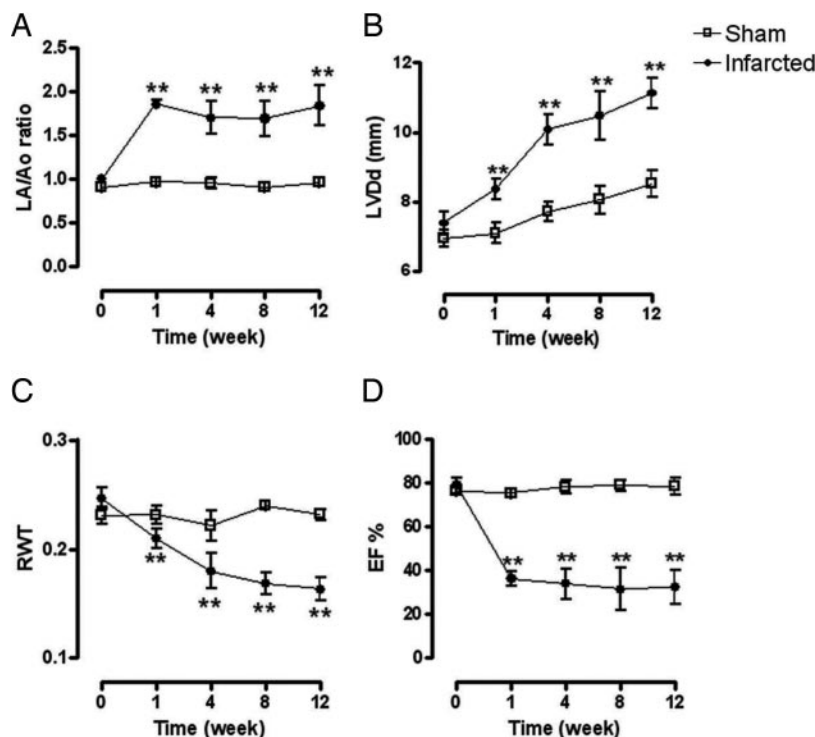 A
B
Sham
Infarcted
2.5
2.0
1.5
1.0
0.5
0.0
LA/Ao ratio
** ** ** **
0 1 4 8 12
Time (week)
12
10
8
6
LVDd (mm)
** ** ** **
0 1 4 8 12
Time (week)
C
D
0.3
0.2
0.1
RWT
** ** ** **
0 1 4 8 12
Time (week)
100
80
60
40
20
0
EF %
** ** ** **
0 1 4 8 12
Time (week)